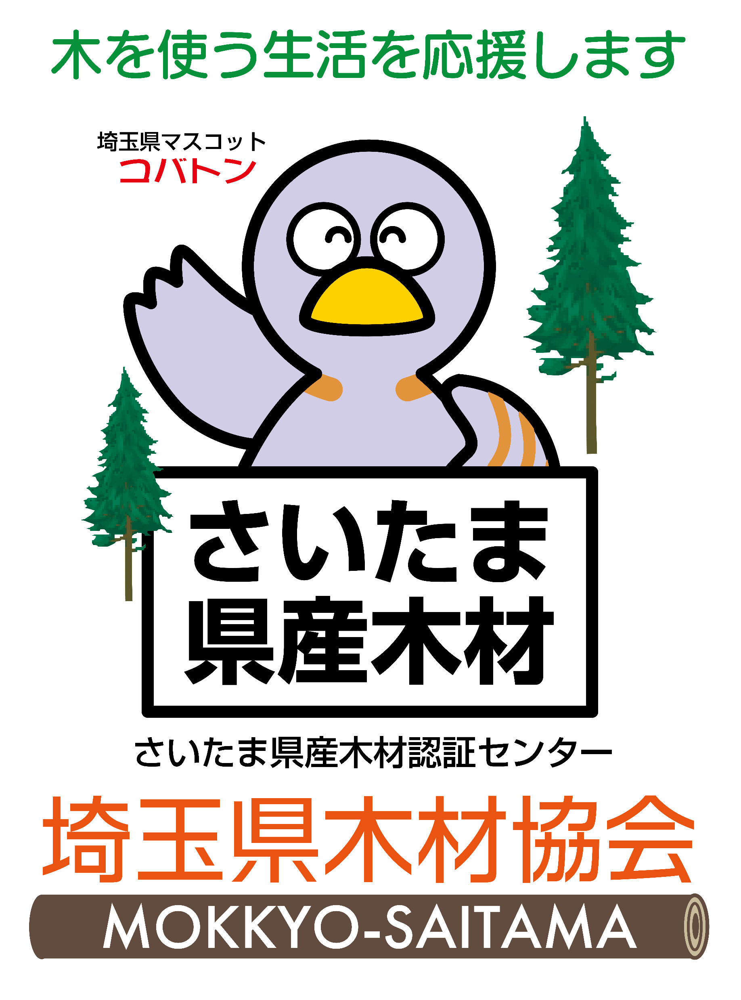 木を使う生活を応援します
埼玉県マスコット
コバトン
さいたま
県産木材
さいたま県産木材認証センター
埼玉県木材協会
MOKKYO-SAITAMA